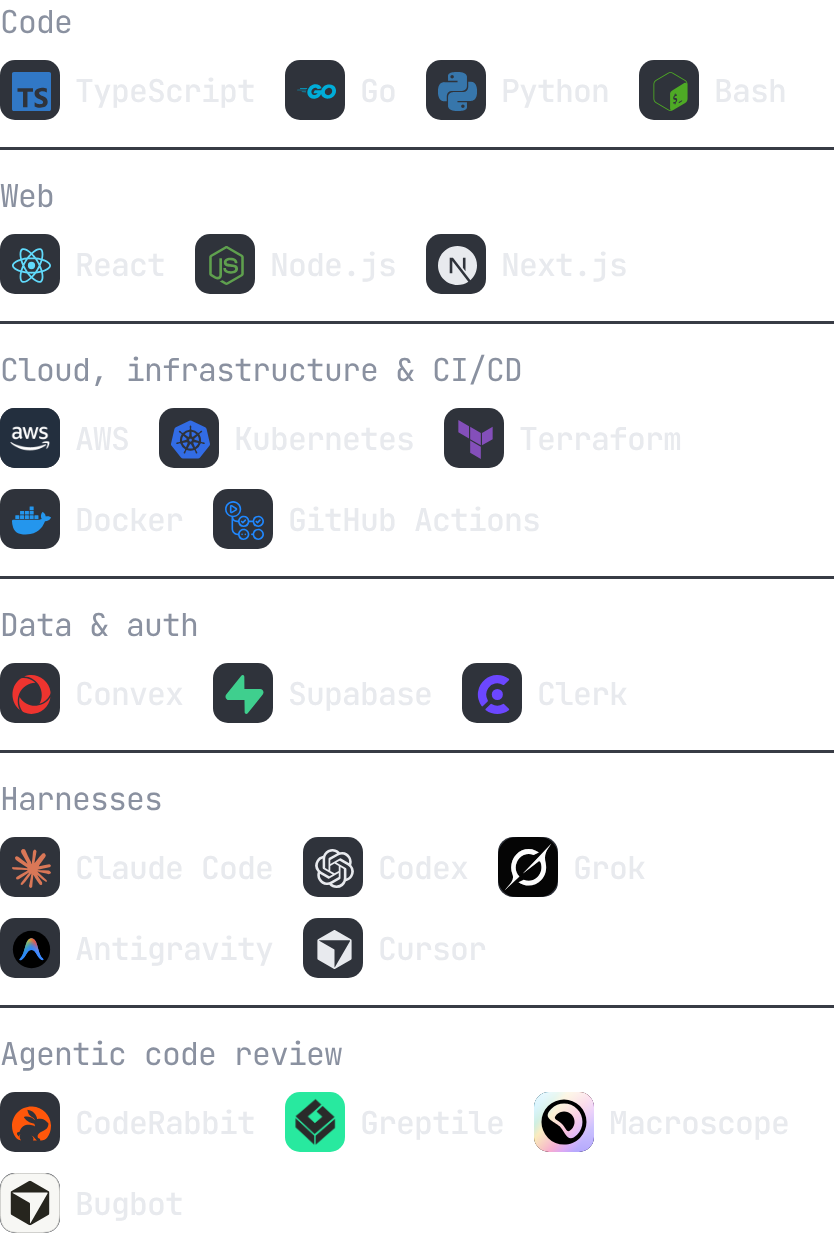 Code
TypeScript Go Python Bash
Web
React Node.js Next.js
Cloud, infrastructure & CI/CD
aws AWS Kubernetes Terraform
Docker GitHub Actions
Data & auth
Convex Supabase Clerk
Harnesses
Claude Code Codex Grok
Antigravity Cursor
Agentic code review
CodeRabbit Greptile Macroscope
Bugbot